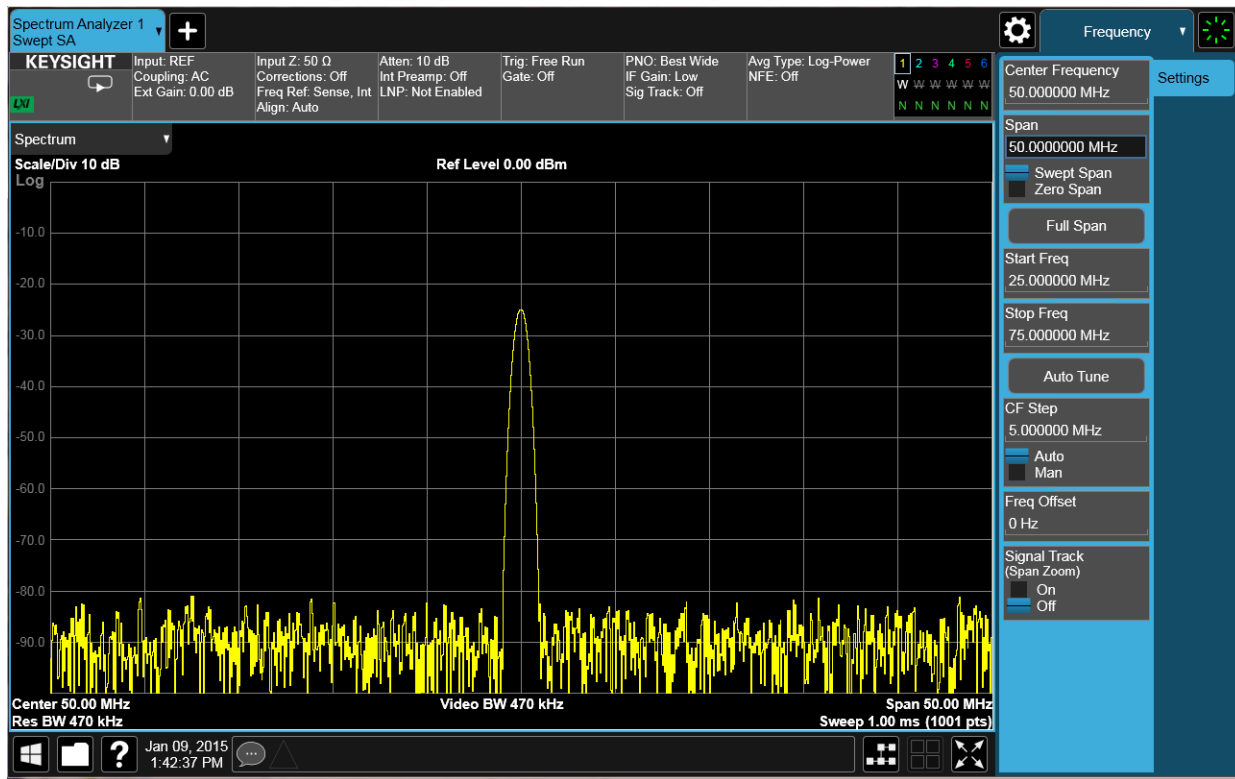 Spectrum Analyzer 1
Swept SA
Frequency
KEYSIGHT
LXI
Input: REF
Coupling: AC
Ext Gain: 0.00 dB
Input Z: 50 Ω
Corrections: Off
Freq Ref: Sense, Int
Align: Auto
Atten: 10 dB
Int Preamp: Off
LNP: Not Enabled
Trig: Free Run
Gate: Off
PNO: Best Wide
IF Gain: Low
Sig Track: Off
Avg Type: Log-Power
NFE: Off
1 2 3 4 5 6
W W W W W W
N N N N N N
Spectrum
Scale/Div 10 dB
Ref Level 0.00 dBm
Log
-10.0
-20.0
-30.0
-40.0
-50.0
-60.0
-70.0
-80.0
-90.0
Center 50.00 MHz
Video BW 470 kHz
Span 50.00 MHz
Res BW 470 kHz
Sweep 1.00 ms (1001 pts)
Center Frequency
50.000000 MHz
Settings
Span
50.0000000 MHz
Swept Span
Zero Span
Full Span
Start Freq
25.000000 MHz
Stop Freq
75.000000 MHz
Auto Tune
CF Step
5.000000 MHz
Auto
Man
Freq Offset
0 Hz
Signal Track
(Span Zoom)
On
Off
?
Jan 09, 2015
1:42:37 PM